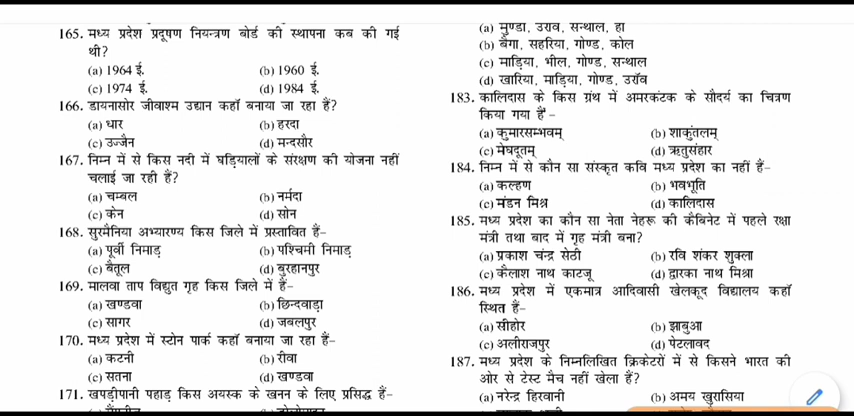 165. मध्य प्रदेश प्रदूषण नियन्त्रण बोर्ड की स्थापना कब की गई
थी?
(a) 1964 ई. (b) 1960 ई.
(c) 1974 ई. (d) 1984 ई.
166. डायनासोर जीवाश्म उद्यान कहाँ बनाया जा रहा हैं?
(a) धार (b) हरदा
(c) उज्जैन (d) मन्दसौर
167. निम्न में से किस नदी में घड़ियालों के संरक्षण की योजना नहीं
चलाई जा रही हैं?
(a) चम्बल (b) नर्मदा
(c) केन (d) सोन
168. सुरमैनिया अभ्यारण्य किस जिले में प्रस्तावित हैं-
(a) पूर्वी निमाड़ (b) पश्चिमी निमाड़
(c) बैतूल (d) बुरहानपुर
169. मालवा ताप विद्युत गृह किस जिले में हैं-
(a) खण्डवा (b) छिन्दवाड़ा
(c) सागर (d) जबलपुर
170. मध्य प्रदेश में स्टोन पार्क कहाँ बनाया जा रहा हैं-
(a) कटनी (b) रीवा
(c) सतना (d) खण्डवा
171. खपड़ीपानी पहाड़ किस अयस्क के खनन के लिए प्रसिद्ध हैं-
(a) मुण्डा, उराव, सन्थाल, हो
(b) बैगा, सहरिया, गोण्ड, कोल
(c) माड़िया, भील, गोण्ड, सन्थाल
(d) खारिया, माड़िया, गोण्ड, उराँव
183. कालिदास के किस ग्रंथ में अमरकंटक के सौदर्य का चित्रण
किया गया हैं -
(a) कुमारसम्भवम् (b) शाकुंतलम्
(c) मेघदूतम् (d) ऋतुसंहार
184. निम्न में से कौन सा संस्कृत कवि मध्य प्रदेश का नहीं हैं-
(a) कल्हण (b) भवभूति
(c) मंडन मिश्र (d) कालिदास
185. मध्य प्रदेश का कौन सा नेता नेहरू की कैबिनेट में पहले रक्षा
मंत्री तथा बाद में गृह मंत्री बना?
(a) प्रकाश चंन्द्र सेठी (b) रवि शंकर शुक्ला
(c) कैलाश नाथ काटजू (d) द्वारका नाथ मिश्रा
186. मध्य प्रदेश में एकमात्र आदिवासी खेलकूद विद्यालय कहाँ
स्थित हैं-
(a) सीहोर (b) झाबुआ
(c) अलीराजपुर (d) पेटलावद
187. मध्य प्रदेश के निम्नलिखित क्रिकेटरों में से किसने भारत की
ओर से टेस्ट मैच नहीं खेला हैं?
(a) नरेन्द्र हिरवानी (b) अमय खुरासिया